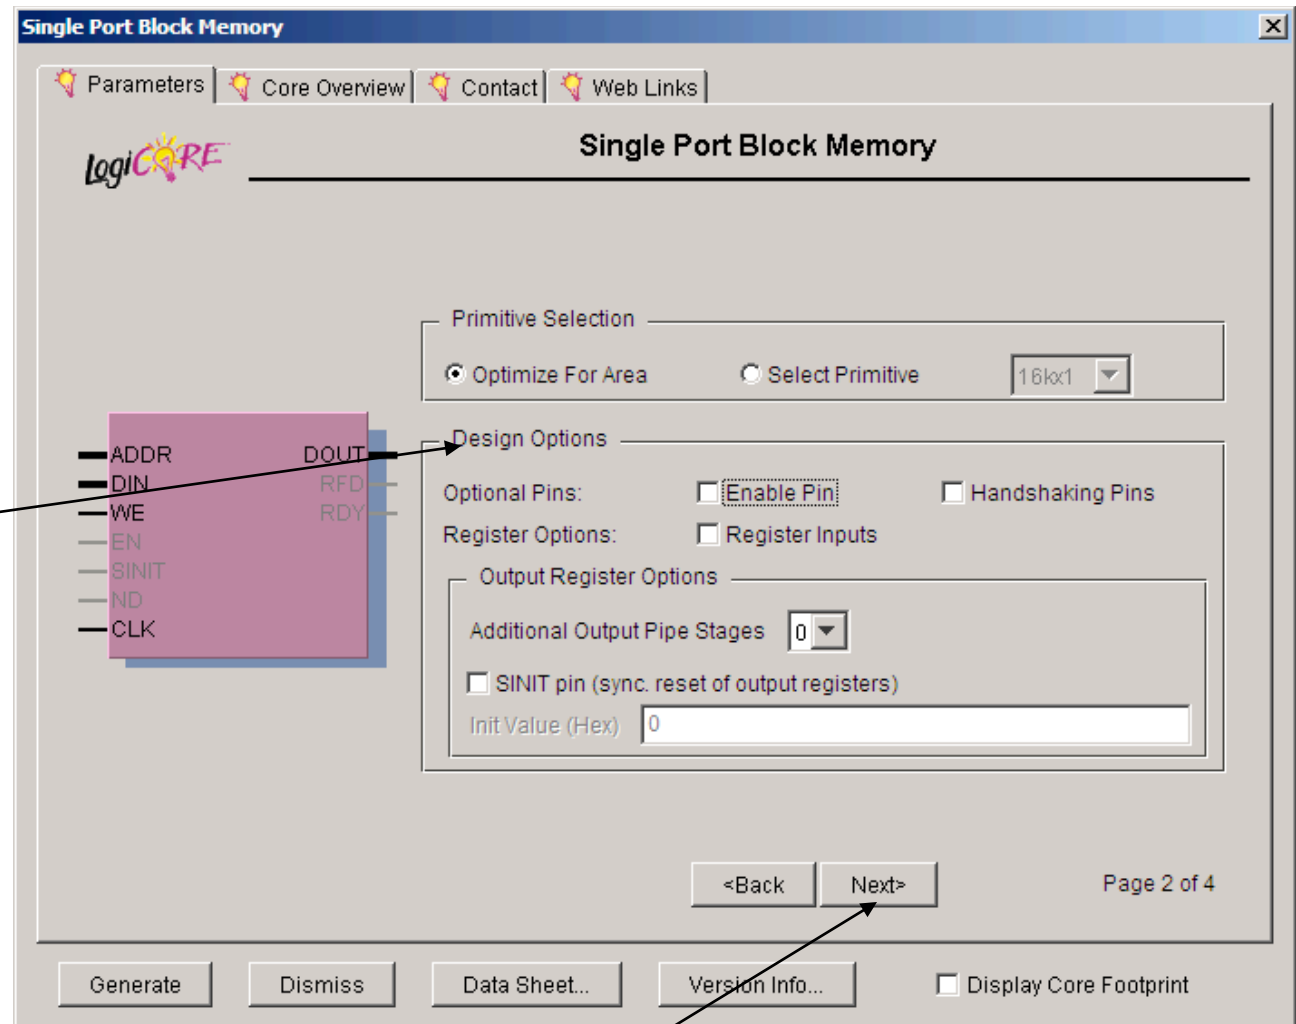 Single Port Block Memory
Parameters Core Overview Contact Web Links
LogiCORE
Single Port Block Memory
Primitive Selection
Optimize For Area Select Primitive 16kx1
ADDR DOUT
DIN RFD
WE RDY
EN
SINIT
ND
CLK
Design Options
Optional Pins: Enable Pin Handshaking Pins
Register Options: Register Inputs
Output Register Options
Additional Output Pipe Stages 0
SINIT pin (sync. reset of output registers)
Init Value (Hex) 0
<Back Next> Page 2 of 4
Generate Dismiss Data Sheet... Version Info... Display Core Footprint